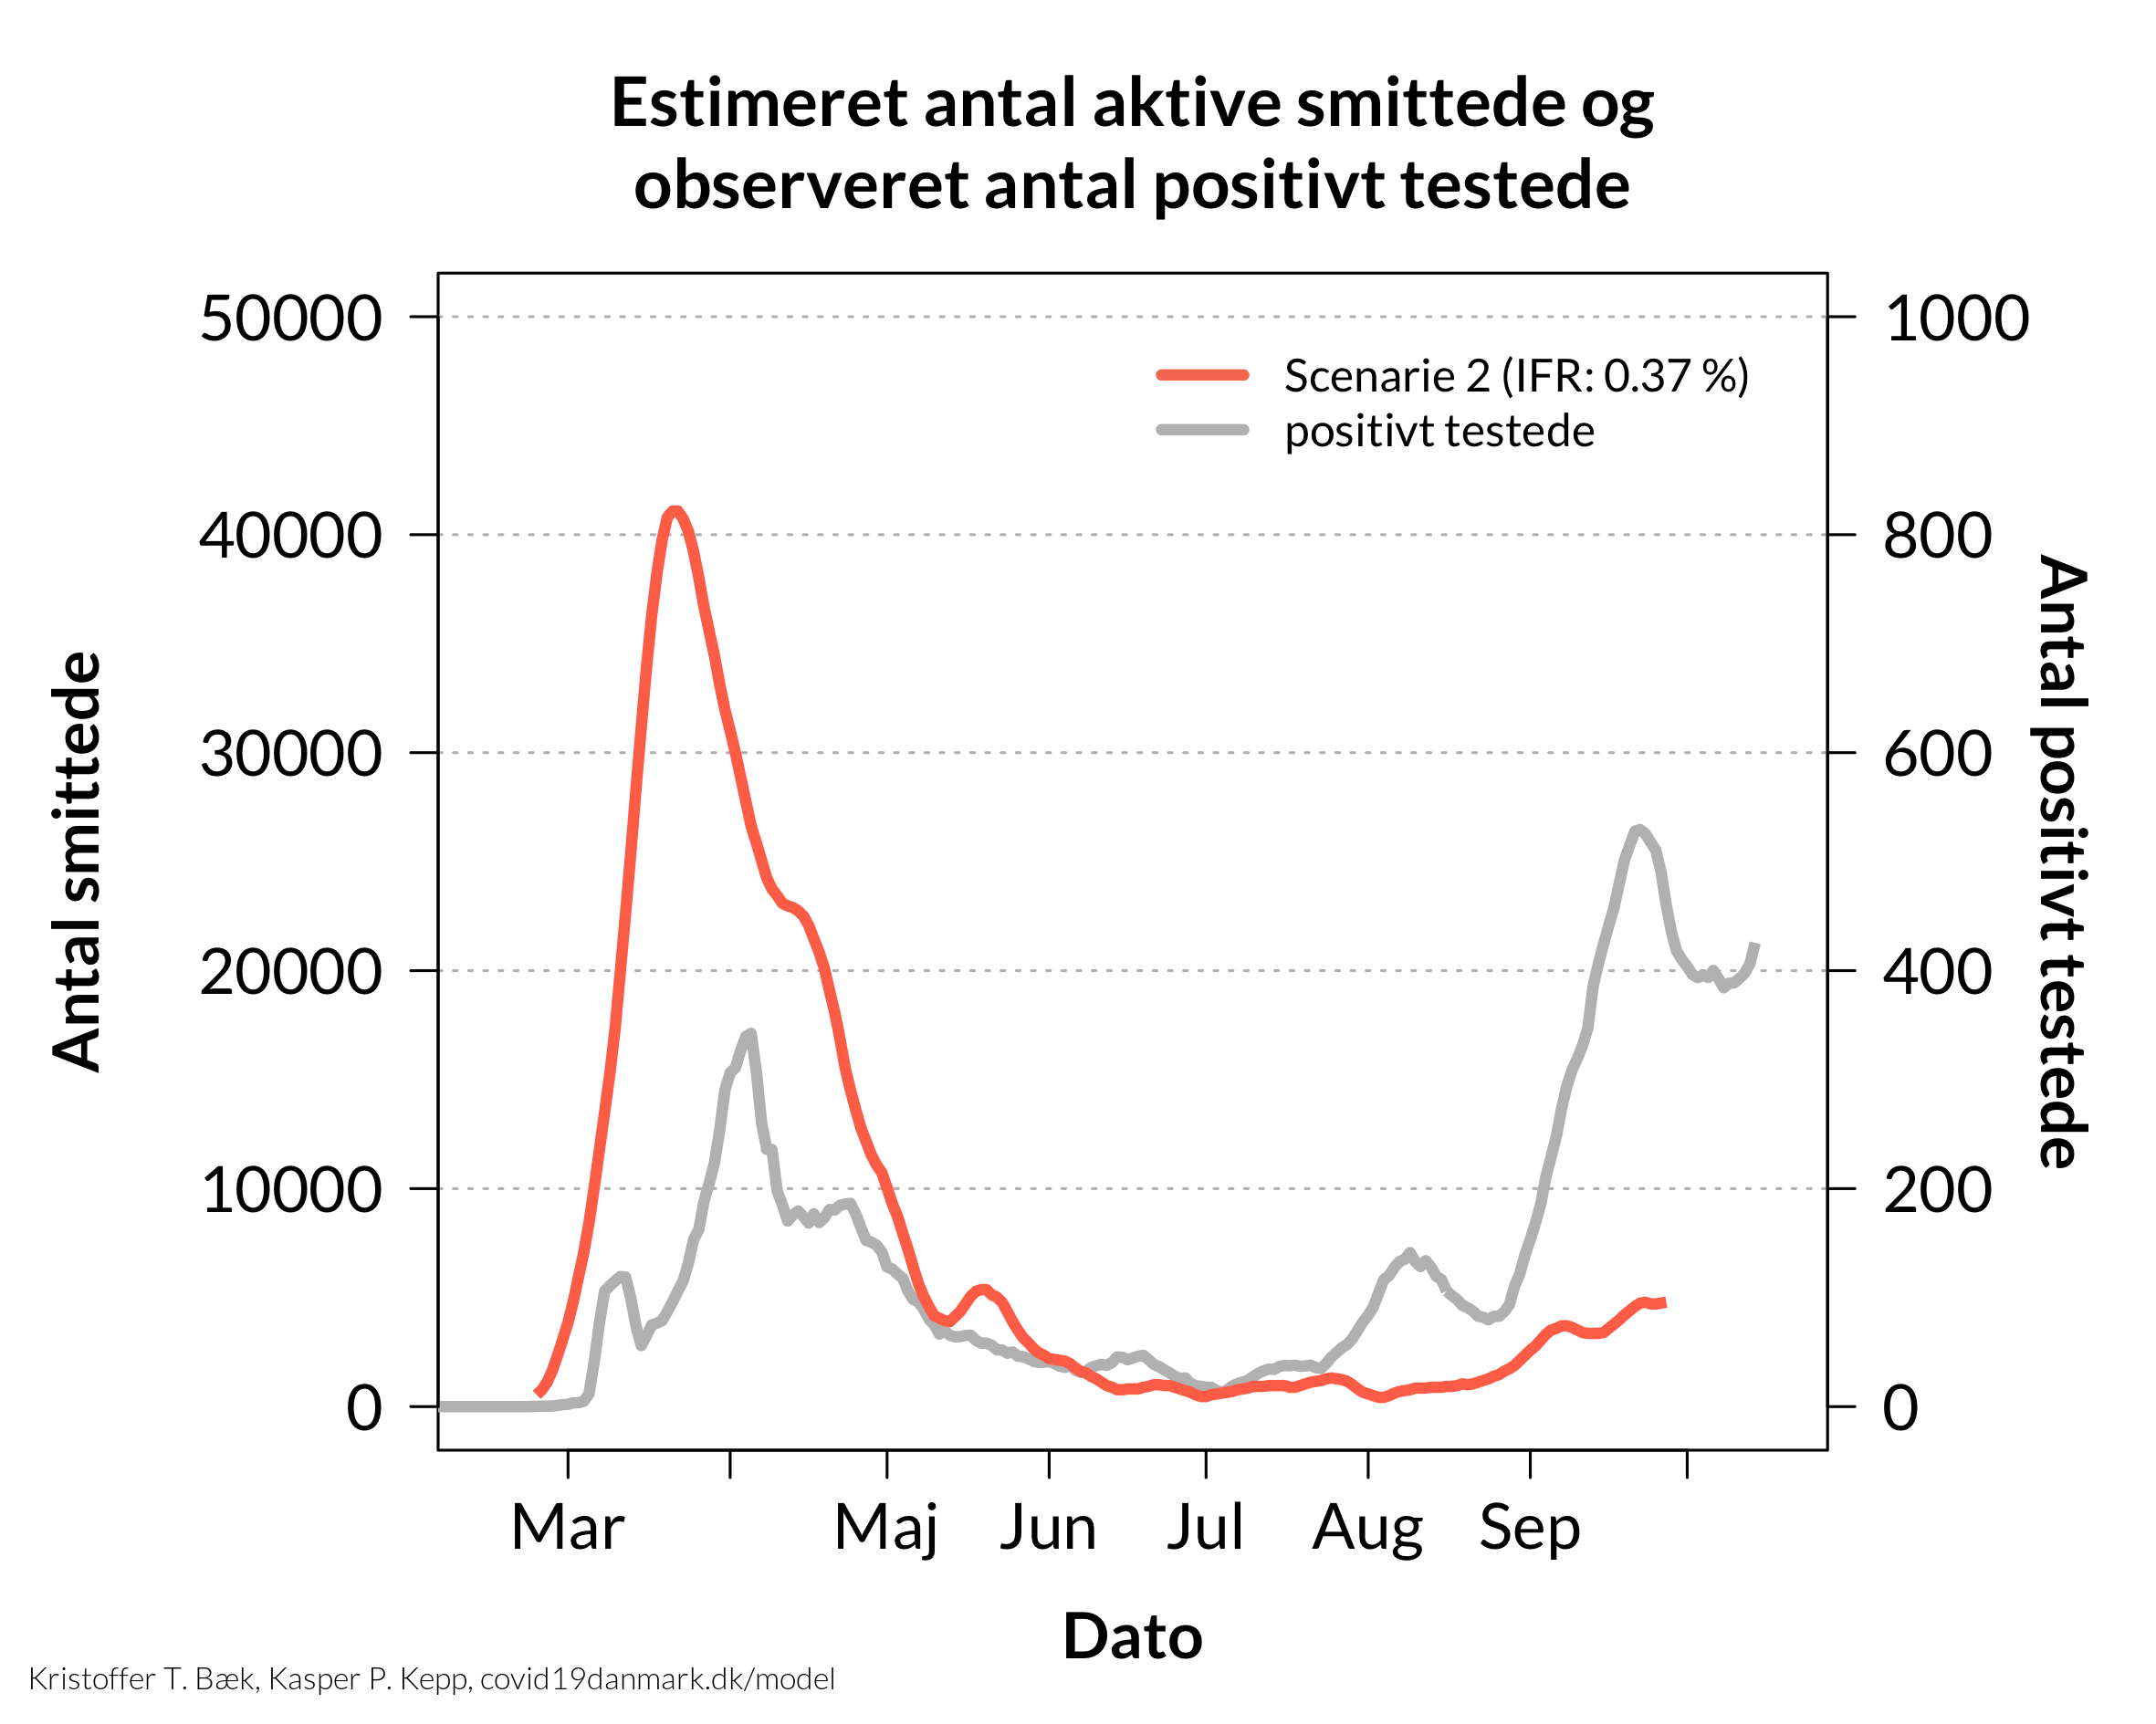 Estimeret antal aktive smittede og
observeret antal positivt testede
50000
40000
30000
20000
10000
0
Antal smittede
Scenarie 2 (IFR: 0.37 %)
positivt testede
1000
800
600
400
200
0
Antal positivt testede
Mar
Maj
Jun
Jul
Aug
Sep
Dato
Kristoffer T. Bæk, Kasper P. Kepp, covid19danmark.dk/model